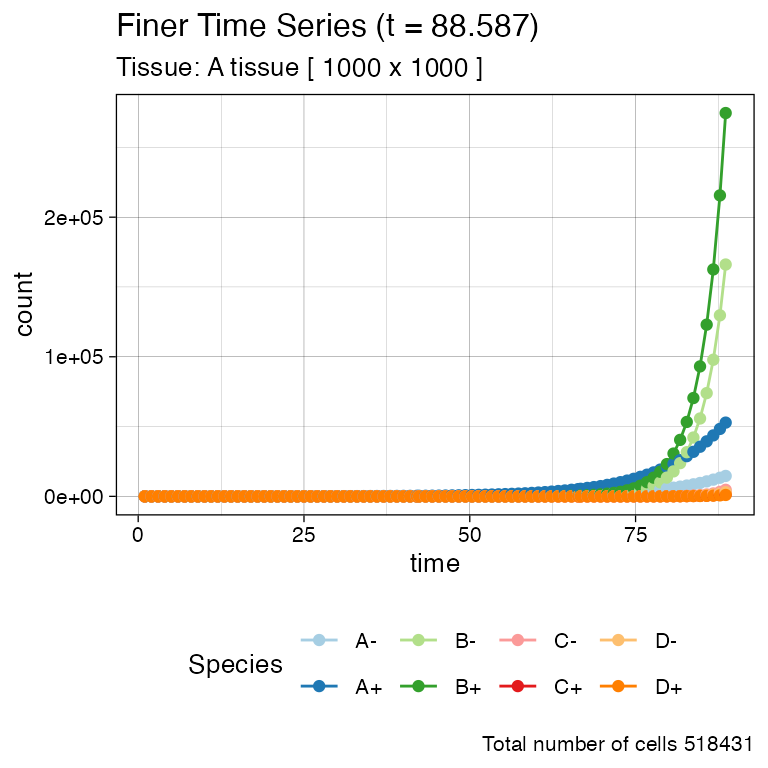 Finer Time Series (t = 88.587)
Tissue: A tissue [ 1000 x 1000 ]
2e+05
1e+05
0e+00
count
0 25 50 75
time
Species
A- B- C- D-
A+ B+ C+ D+
Total number of cells 518431